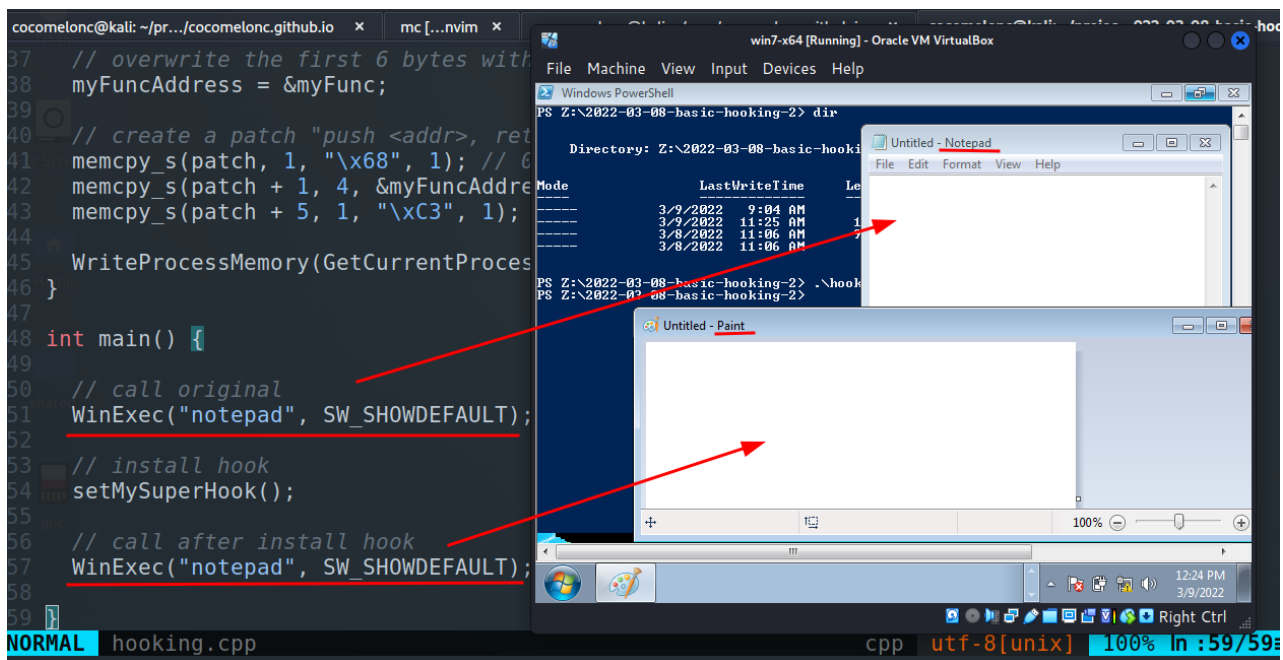 cocomelonc@kali: ~/pr.../cocomelonc.github.io ×
mc [...nvim ×
37 // overwrite the first 6 bytes with
38 myFuncAddress = &myFunc;
39
40 // create a patch "push <addr>, ret
41 memcpy_s(patch, 1, "\x68", 1); // 0
42 memcpy_s(patch + 1, 4, &myFuncAddre
43 memcpy_s(patch + 5, 1, "\xC3", 1);
44
45 WriteProcessMemory(GetCurrentProces
46 }
47
48 int main() {
49
50 // call original
51 WinExec("notepad", SW_SHOWDEFAULT);
52
53 // install hook
54 setMySuperHook();
55
56 // call after install hook
57 WinExec("notepad", SW_SHOWDEFAULT);
58
59 }
NORMAL hooking.cpp
cpp utf-8[unix] 100% ln :59/59
win7-x64 [Running] - Oracle VM VirtualBox
File Machine View Input Devices Help
Windows PowerShell
PS Z:\2022-03-08-basic-hooking-2> dir
Directory: Z:\2022-03-08-basic-hooki
Mode LastWriteTime Le
---- ------------- --
----- 3/9/2022 9:04 AM
----- 3/9/2022 11:25 AM 1
----- 3/8/2022 11:06 AM
----- 3/8/2022 11:06 AM
PS Z:\2022-03-08-basic-hooking-2> .\hook
PS Z:\2022-03-08-basic-hooking-2>
Untitled - Notepad
File Edit Format View Help
Untitled - Paint
100%
12:24 PM
3/9/2022
Right Ctrl